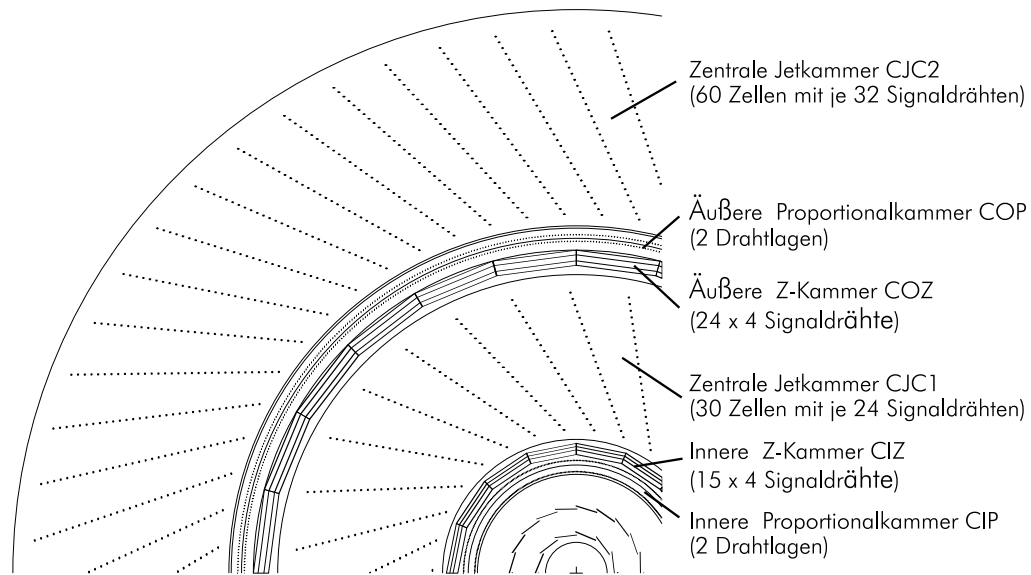 Zentrale Jetkammer CJC2
(60 Zellen mit je 32 Signaldrähten)
Äußere Proportionalkammer COP
(2 Drahtlagen)
Äußere Z-Kammer COZ
(24 x 4 Signaldrähte)
Zentrale Jetkammer CJC1
(30 Zellen mit je 24 Signaldrähten)
Innere Z-Kammer CIZ
(15 x 4 Signaldrähte)
Innere Proportionalkammer CIP
(2 Drahtlagen)